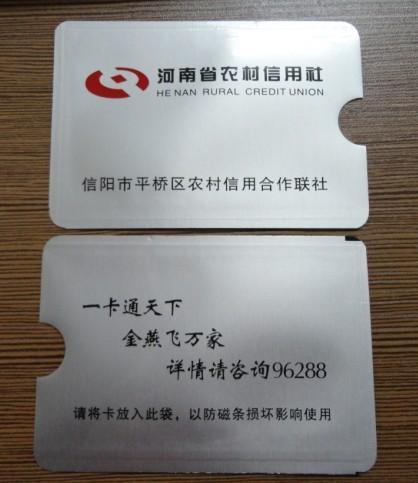 河南省农村信用社
HE NAN RURAL CREDIT UNION
信阳市平桥区农村信用合作联社
一卡通天下
金燕飞万家
详情请咨询96288
请将卡放入此袋，以防磁条损坏影响使用